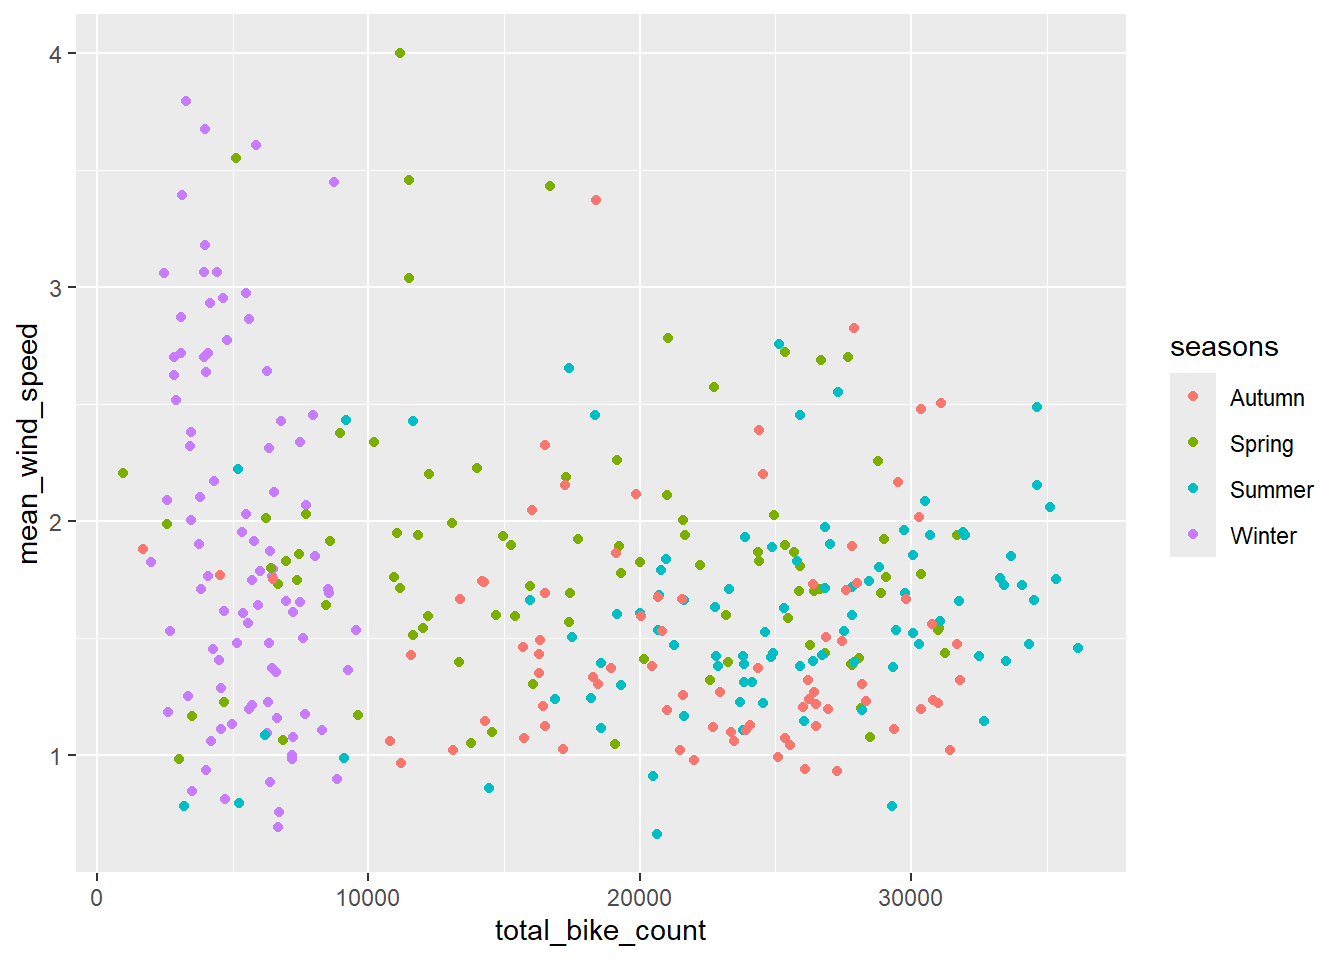 4
3
2
1
mean_wind_speed
0
10000
20000
30000
total_bike_count
seasons
Autumn
Spring
Summer
Winter